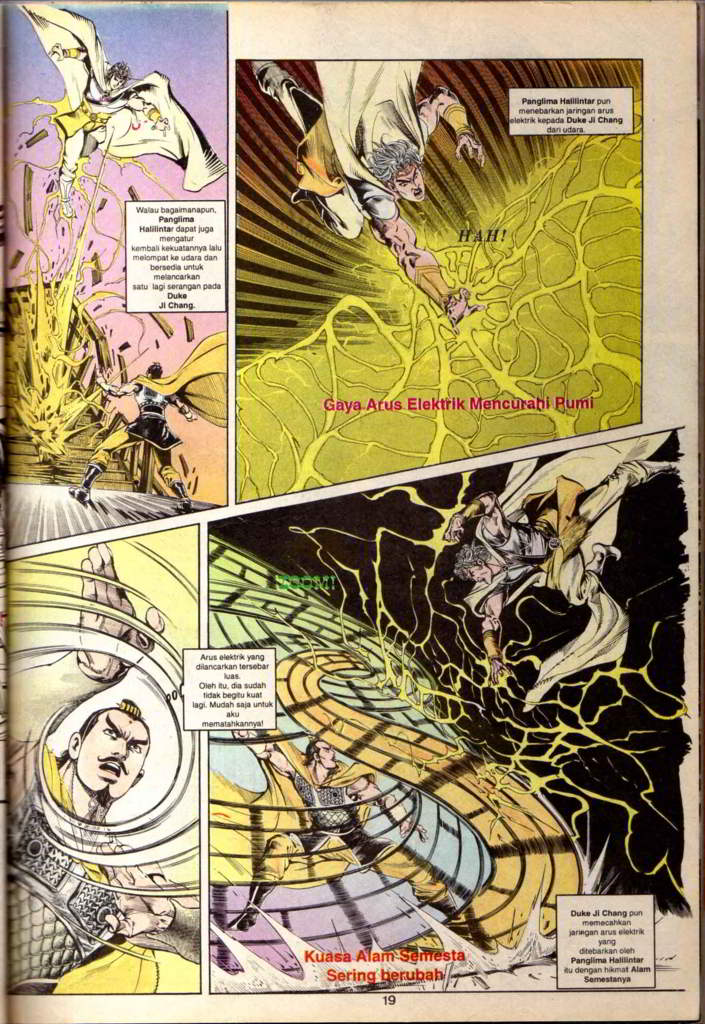 Walau bagaimanapun,
Panglima
Halilintar dapat juga
mengatur
kembali kekuatannya lalu
melompat ke udara dan
bersedia untuk
melancarkan
satu lagi serangan pada
Duke
Ji Chang.
Panglima Halilintar pun
menebarkan jaringan arus
elektrik kepada Duke Ji Chang
dari udara.
HAH!
Gaya Arus Elektrik Mencurahi Pumi
Arus elektrik yang
dilancarkan tersebar
luas.
Oleh itu, dia sudah
tidak begitu kuat
lagi. Mudah saja untuk
aku
mematahkannya!
ZOOM!
Kuasa Alam Semesta
Sering berubah
Duke Ji Chang pun
memecahkan
jaringan arus elektrik
yang
ditebarkan oleh
Panglima Halilintar
itu dengan hikmat Alam
Semestanya
19